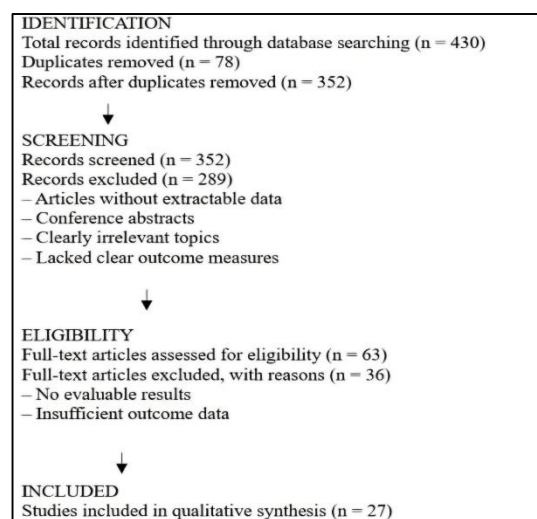 IDENTIFICATION
Total records identified through database searching (n = 430)
Duplicates removed (n = 78)
Records after duplicates removed (n = 352)
SCREENING
Records screened (n = 352)
Records excluded (n = 289)
– Articles without extractable data
– Conference abstracts
– Clearly irrelevant topics
– Lacked clear outcome measures
ELIGIBILITY
Full-text articles assessed for eligibility (n = 63)
Full-text articles excluded, with reasons (n = 36)
– No evaluable results
– Insufficient outcome data
INCLUDED
Studies included in qualitative synthesis (n = 27)